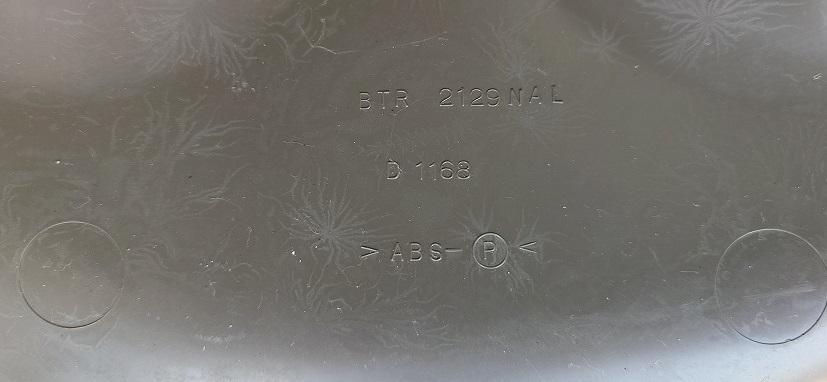 BTR 2129NAL
D 1168
>ABS-Ⓟ<